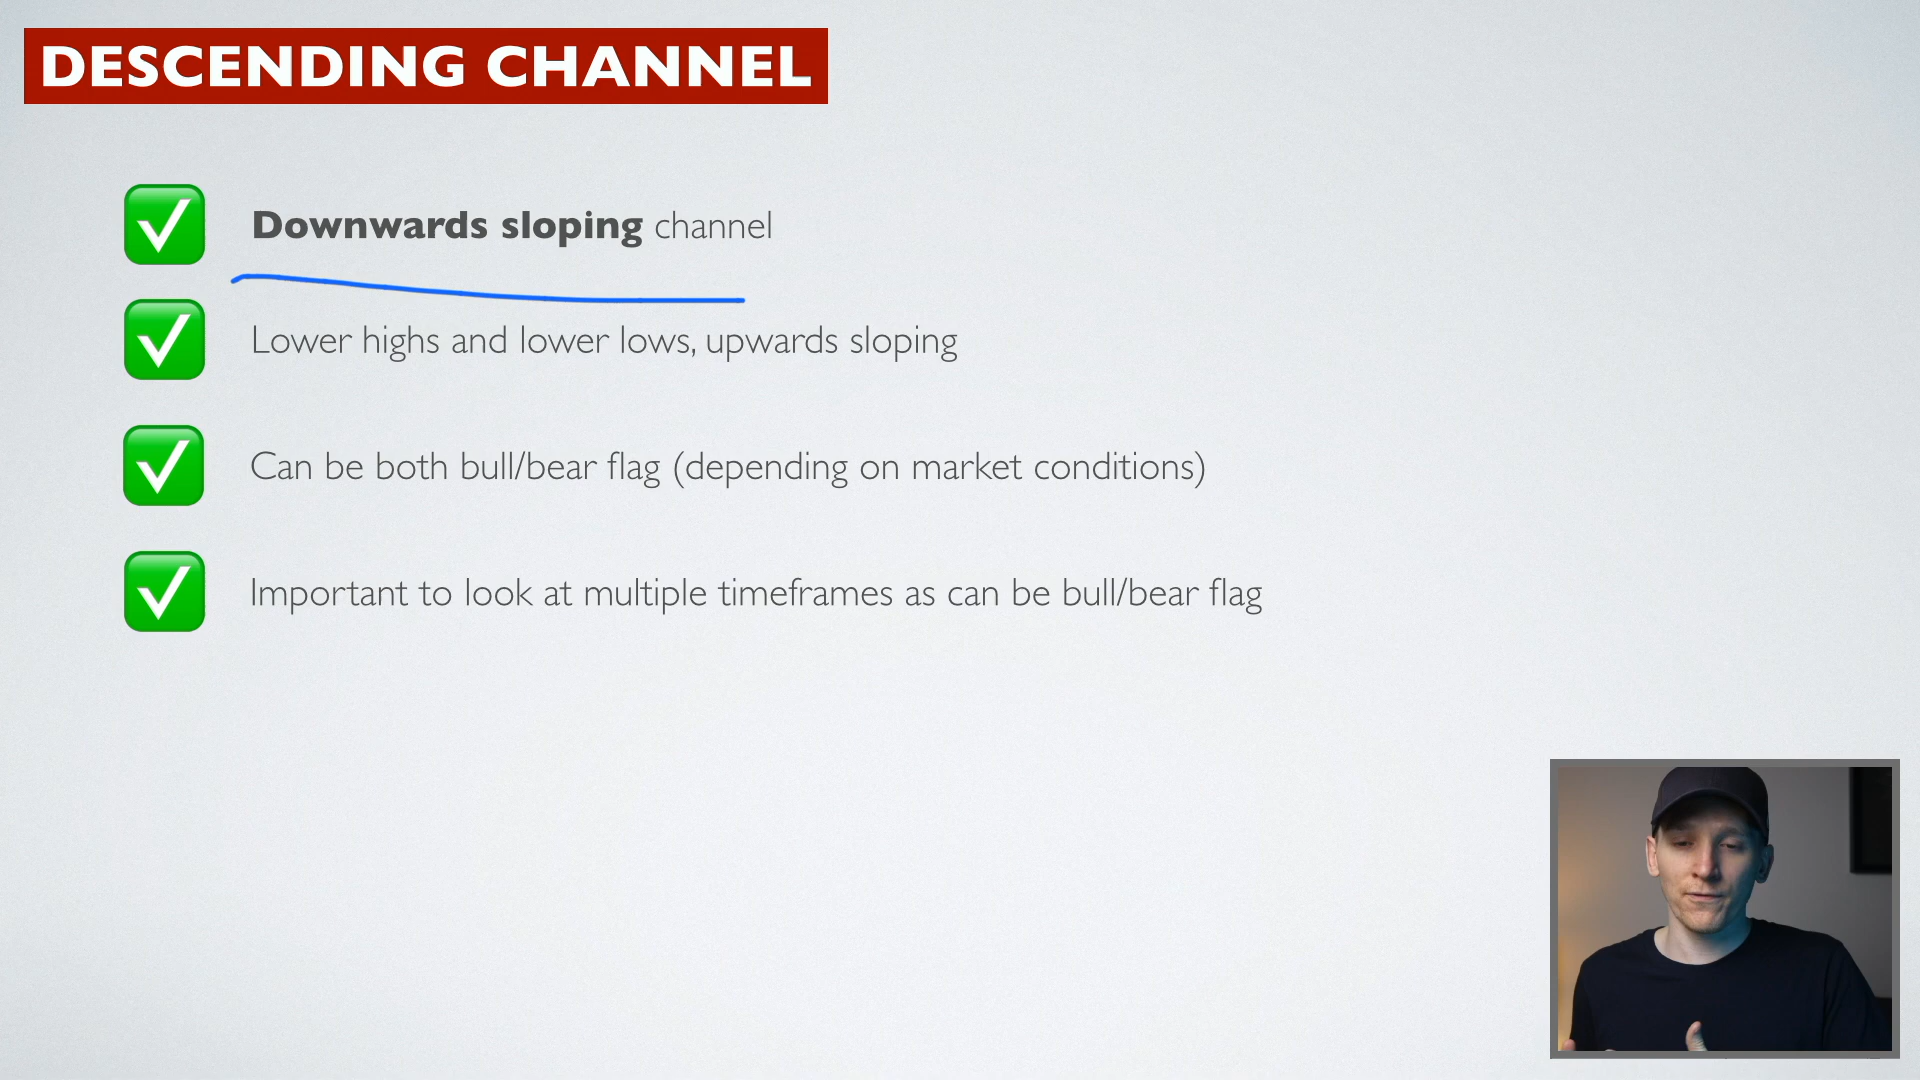 DESCENDING CHANNEL
Downwards sloping channel
Lower highs and lower lows, upwards sloping
Can be both bull/bear flag (depending on market conditions)
Important to look at multiple timeframes as can be bull/bear flag